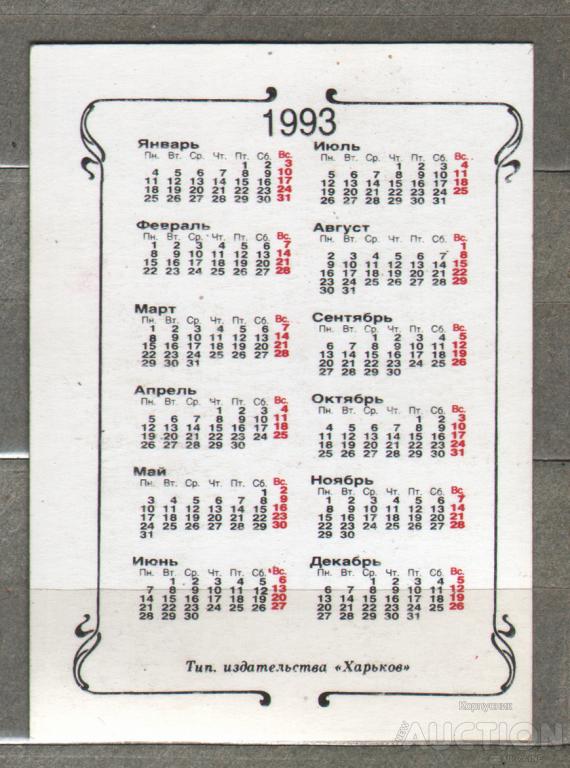 1993
Январь
Пн. Вт. Ср. Чт. Пт. Сб. Вс.
1 2 3
4 5 6 7 8 9 10
11 12 13 14 15 16 17
18 19 20 21 22 23 24
25 26 27 28 29 30 31
Февраль
Пн. Вт. Ср. Чт. Пт. Сб. Вс.
1 2 3 4 5 6 7
8 9 10 11 12 13 14
15 16 17 18 19 20 21
22 23 24 25 26 27 28
Март
Пн. Вт. Ср. Чт. Пт. Сб. Вс.
1 2 3 4 5 6 7
8 9 10 11 12 13 14
15 16 17 18 19 20 21
22 23 24 25 26 27 28
29 30 31
Апрель
Пн. Вт. Ср. Чт. Пт. Сб. Вс.
1 2 3 4
5 6 7 8 9 10 11
12 13 14 15 16 17 18
19 20 21 22 23 24 25
26 27 28 29 30
Май
Пн. Вт. Ср. Чт. Пт. Сб. Вс.
1 2
3 4 5 6 7 8 9
10 11 12 13 14 15 16
17 18 19 20 21 22 23
24 25 26 27 28 29 30
31
Июнь
Пн. Вт. Ср. Чт. Пт. Сб. Вс.
1 2 3 4 5 6
7 8 9 10 11 12 13
14 15 16 17 18 19 20
21 22 23 24 25 26 27
28 29 30
Июль
Пн. Вт. Ср. Чт. Пт. Сб. Вс.
1 2 3 4
5 6 7 8 9 10 11
12 13 14 15 16 17 18
19 20 21 22 23 24 25
26 27 28 29 30 31
Август
Пн. Вт. Ср. Чт. Пт. Сб. Вс.
1
2 3 4 5 6 7 8
9 10 11 12 13 14 15
16 17 18 19 20 21 22
23 24 25 26 27 28 29
30 31
Сентябрь
Пн. Вт. Ср. Чт. Пт. Сб. Вс.
1 2 3 4 5
6 7 8 9 10 11 12
13 14 15 16 17 18 19
20 21 22 23 24 25 26
27 28 29 30
Октябрь
Пн. Вт. Ср. Чт. Пт. Сб. Вс.
1 2 3
4 5 6 7 8 9 10
11 12 13 14 15 16 17
18 19 20 21 22 23 24
25 26 27 28 29 30 31
Ноябрь
Пн. Вт. Ср. Чт. Пт. Сб. Вс.
1 2 3 4 5 6 7
8 9 10 11 12 13 14
15 16 17 18 19 20 21
22 23 24 25 26 27 28
29 30
Декабрь
Пн. Вт. Ср. Чт. Пт. Сб. Вс.
1 2 3 4 5
6 7 8 9 10 11 12
13 14 15 16 17 18 19
20 21 22 23 24 25 26
27 28 29 30 31
Тип. издательства «Харьков»
Корпусник
AUCTION